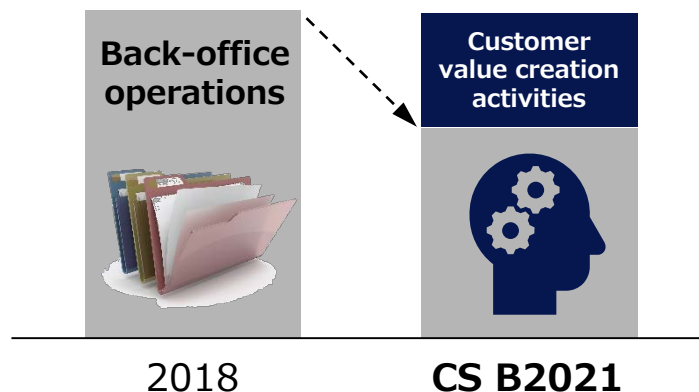 Back-office
operations
Customer
value creation
activities
2018
CS B2021